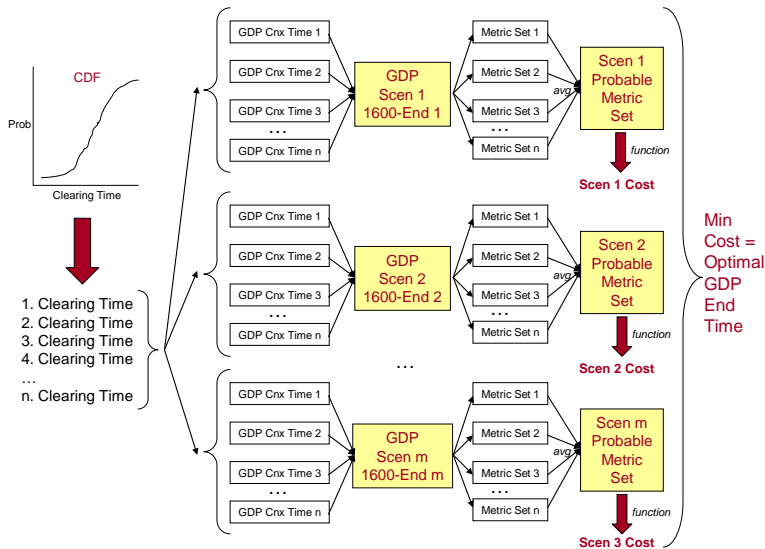 CDF
Prob
Clearing Time
1. Clearing Time
2. Clearing Time
3. Clearing Time
4. Clearing Time
...
n. Clearing Time
GDP Cnx Time 1
GDP Cnx Time 2
GDP Cnx Time 3
...
GDP Cnx Time n
GDP
Scen 1
1600-End 1
Metric Set 1
Metric Set 2
avg
Metric Set 3
...
Metric Set n
Scen 1
Probable
Metric
Set
function
Scen 1 Cost
GDP Cnx Time 1
GDP Cnx Time 2
GDP Cnx Time 3
GDP Cnx Time n
GDP
Scen 2
1600-End 2
Metric Set 1
Metric Set 2
avg
Metric Set 3
Metric Set n
Scen 2
Probable
Metric
Set
function
Scen 2 Cost
...
GDP Cnx Time 1
GDP Cnx Time 2
GDP Cnx Time 3
...
GDP Cnx Time n
GDP
Scen m
1600-End m
Metric Set 1
Metric Set 2
avg
Metric Set 3
...
Metric Set n
Scen m
Probable
Metric
Set
function
Scen 3 Cost
Min
Cost =
Optimal
GDP
End
Time